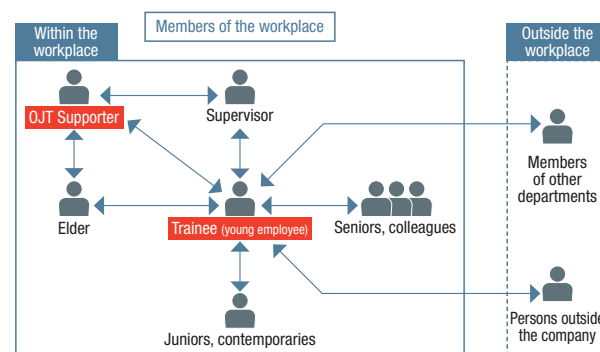 Within the
workplace
Members of the workplace
Outside the
workplace
OJT Supporter
Supervisor
Members
of other
departments
Elder
Trainee (young employee)
Seniors, colleagues
Juniors, contemporaries
Persons outside
the company